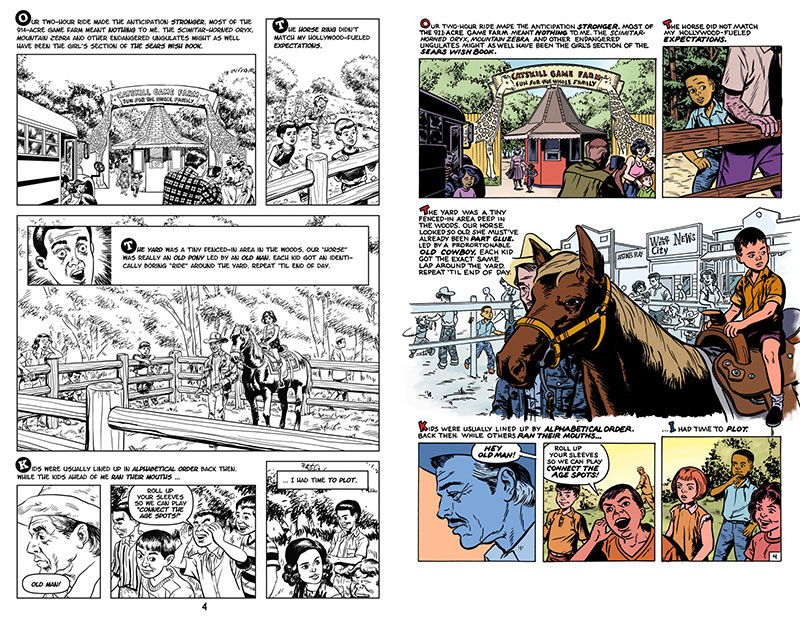 OUR TWO-HOUR RIDE MADE THE ANTICIPATION STRONGER. MOST OF THE
914-ACRE GAME FARM MEANT NOTHING TO ME. THE SCIMITAR-HORNED ORYX,
MOUNTAIN ZEBRA AND OTHER ENDANGERED UNGULATES MIGHT AS WELL
HAVE BEEN THE GIRL'S SECTION OF THE SEARS WISH BOOK.
CATSKILL GAME FARM
FUN FOR THE WHOLE FAMILY
THE HORSE RING DIDN'T
MATCH MY HOLLYWOOD-FUELED
EXPECTATIONS.
THE YARD WAS A TINY FENCED-IN AREA IN THE WOODS. OUR "HORSE"
WAS REALLY AN OLD PONY LED BY AN OLD MAN. EACH KID GOT AN IDENTI-
CALLY BORING "RIDE" AROUND THE YARD. REPEAT 'TIL END OF DAY.
KIDS WERE USUALLY LINED UP IN ALPHABETICAL ORDER BACK THEN.
WHILE THE KIDS AHEAD OF ME RAN THEIR MOUTHS ...
OLD MAN!
ROLL UP
YOUR SLEEVES
SO WE CAN PLAY
"CONNECT THE
AGE SPOTS!"
... I HAD TIME TO PLOT.
4
OUR TWO-HOUR RIDE MADE THE ANTICIPATION STRONGER. MOST OF
THE 911-ACRE GAME FARM MEANT NOTHING TO ME. THE SCIMITAR-
HORNED ORYX, MOUNTAIN ZEBRA AND OTHER ENDANGERED
UNGULATES MIGHT AS WELL HAVE BEEN THE GIRL'S SECTION OF THE
SEARS WISH BOOK.
CATSKILL GAME FARM
FUN FOR THE WHOLE FAMILY
THE HORSE DID NOT MATCH
MY HOLLYWOOD-FUELED
EXPECTATIONS.
THE YARD WAS A TINY
FENCED-IN AREA DEEP IN
THE WOODS. OUR HORSE
LOOKED SO OLD SHE MUST'VE
ALREADY BEEN PART GLUE.
LED BY A PROPORTIONABLE
OLD COWBOY, EACH KID
GOT THE EXACT SAME
LAP AROUND THE YARD.
REPEAT 'TIL END OF DAY.
West
City
NEWS
KIDS WERE USUALLY LINED UP BY ALPHABETICAL ORDER
BACK THEN. WHILE OTHERS RAN THEIR MOUTHS...
HEY
OLD MAN!
ROLL UP
YOUR SLEEVES
SO WE CAN PLAY
CONNECT THE
AGE SPOTS!
...I HAD TIME TO PLOT.
4